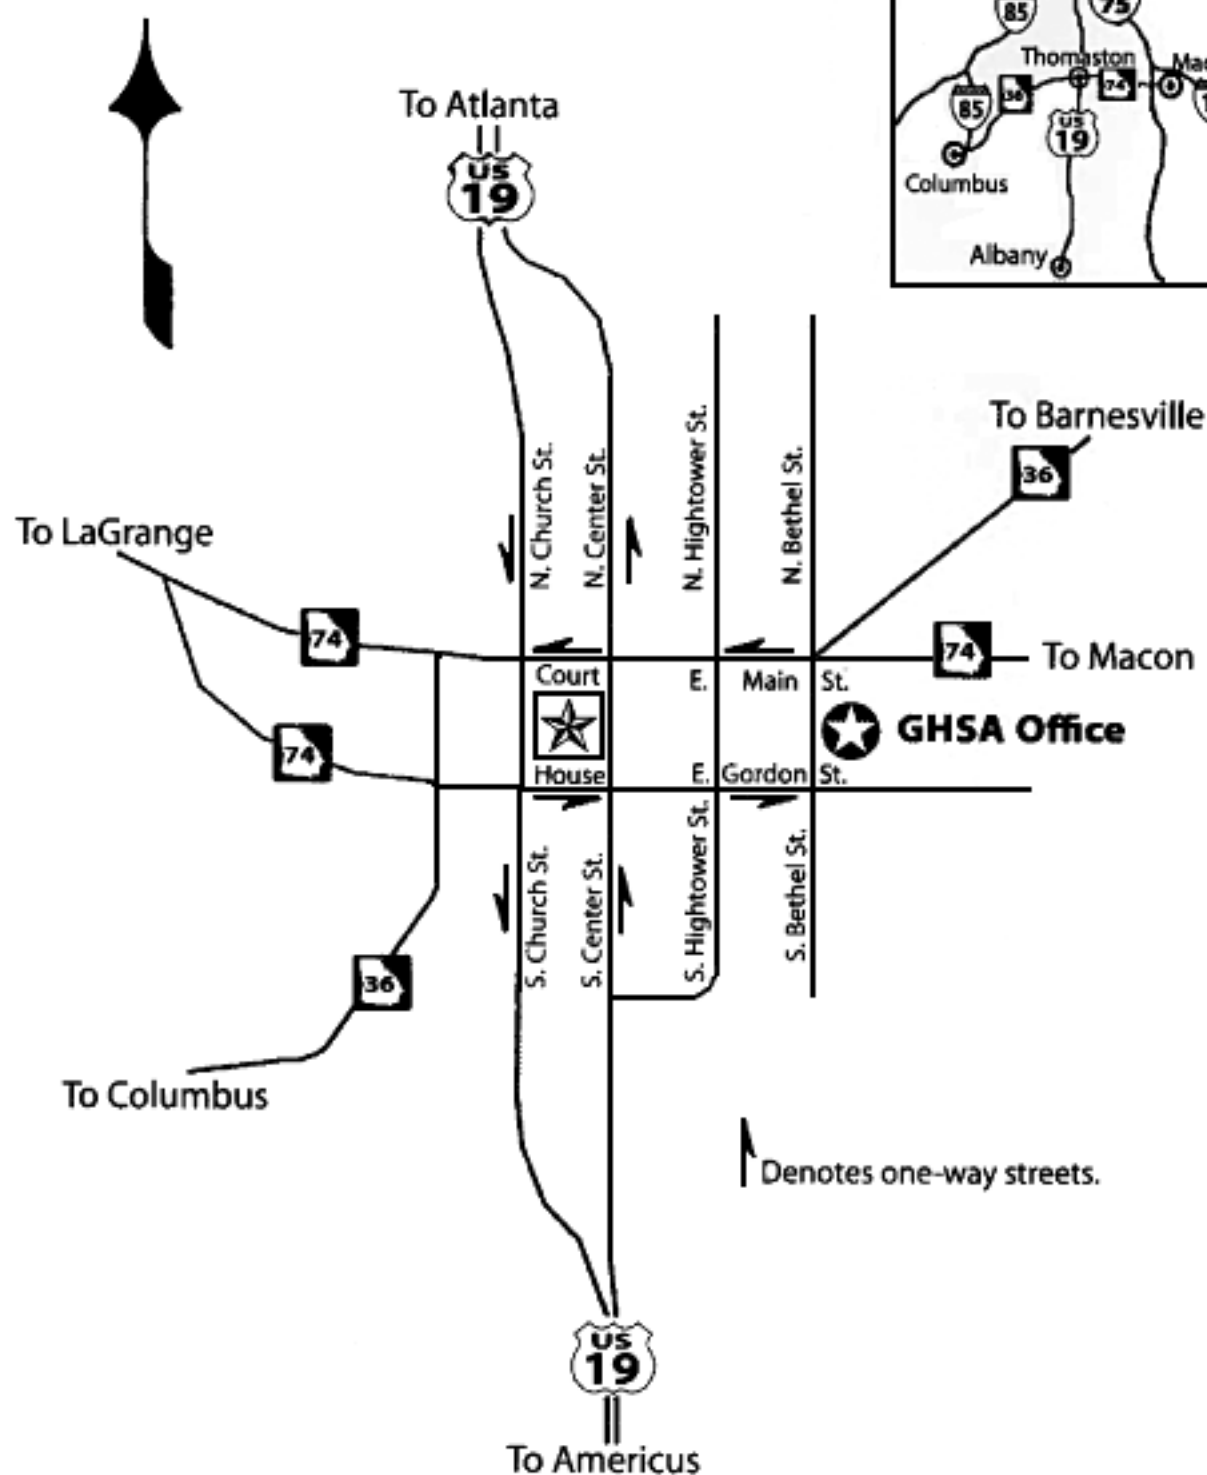 85
75
Thomaston
36
74
85
US
19
Columbus
Albany
To Atlanta
US
19
To Barnesville
36
N. Church St.
N. Center St.
N. Hightower St.
N. Bethel St.
To LaGrange
74
74
To Macon
Court
E. Main St.
GHSA Office
74
House
E. Gordon St.
S. Church St.
S. Center St.
S. Hightower St.
S. Bethel St.
36
To Columbus
Denotes one-way streets.
US
19
To Americus